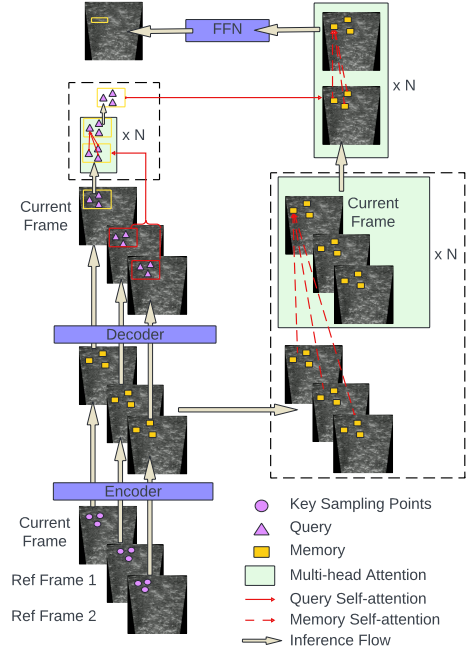 FFN
x N
x N
Current
Frame
Current
Frame
x N
Decoder
Encoder
Current
Frame
Ref Frame 1
Ref Frame 2
Key Sampling Points
Query
Memory
Multi-head Attention
Query Self-attention
Memory Self-attention
Inference Flow